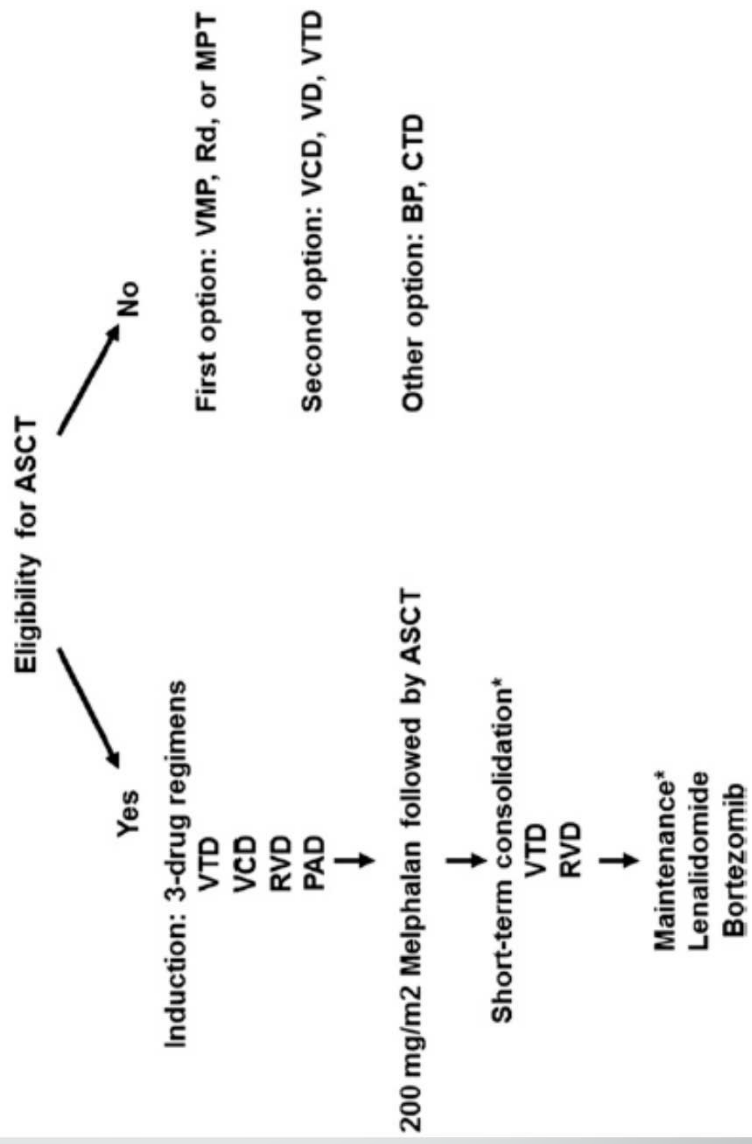 Eligibility for ASCT
Yes
No
Induction: 3-drug regimens
VTD
VCD
RVD
PAD
200 mg/m2 Melphalan followed by ASCT
Short-term consolidation*
VTD
RVD
Maintenance*
Lenalidomide
Bortezomib
First option: VMP, Rd, or MPT
Second option: VCD, VD, VTD
Other option: BP, CTD